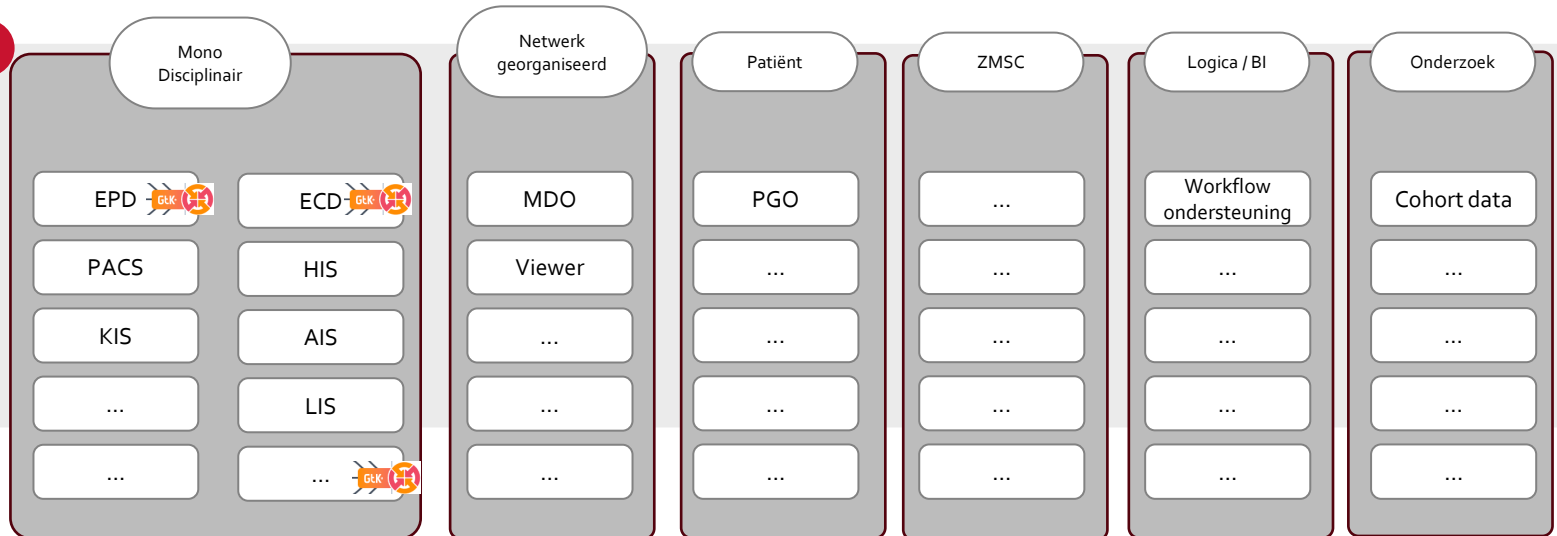 Mono
Disciplinair
EPD GtK
ECD GtK
PACS
HIS
KIS
AIS
...
LIS
...
... GtK
Netwerk
georganiseerd
MDO
Viewer
...
...
...
Patiënt
PGO
...
...
...
...
ZMSC
...
...
...
...
...
Logica / BI
Workflow
ondersteuning
...
...
...
...
Onderzoek
Cohort data
...
...
...
...